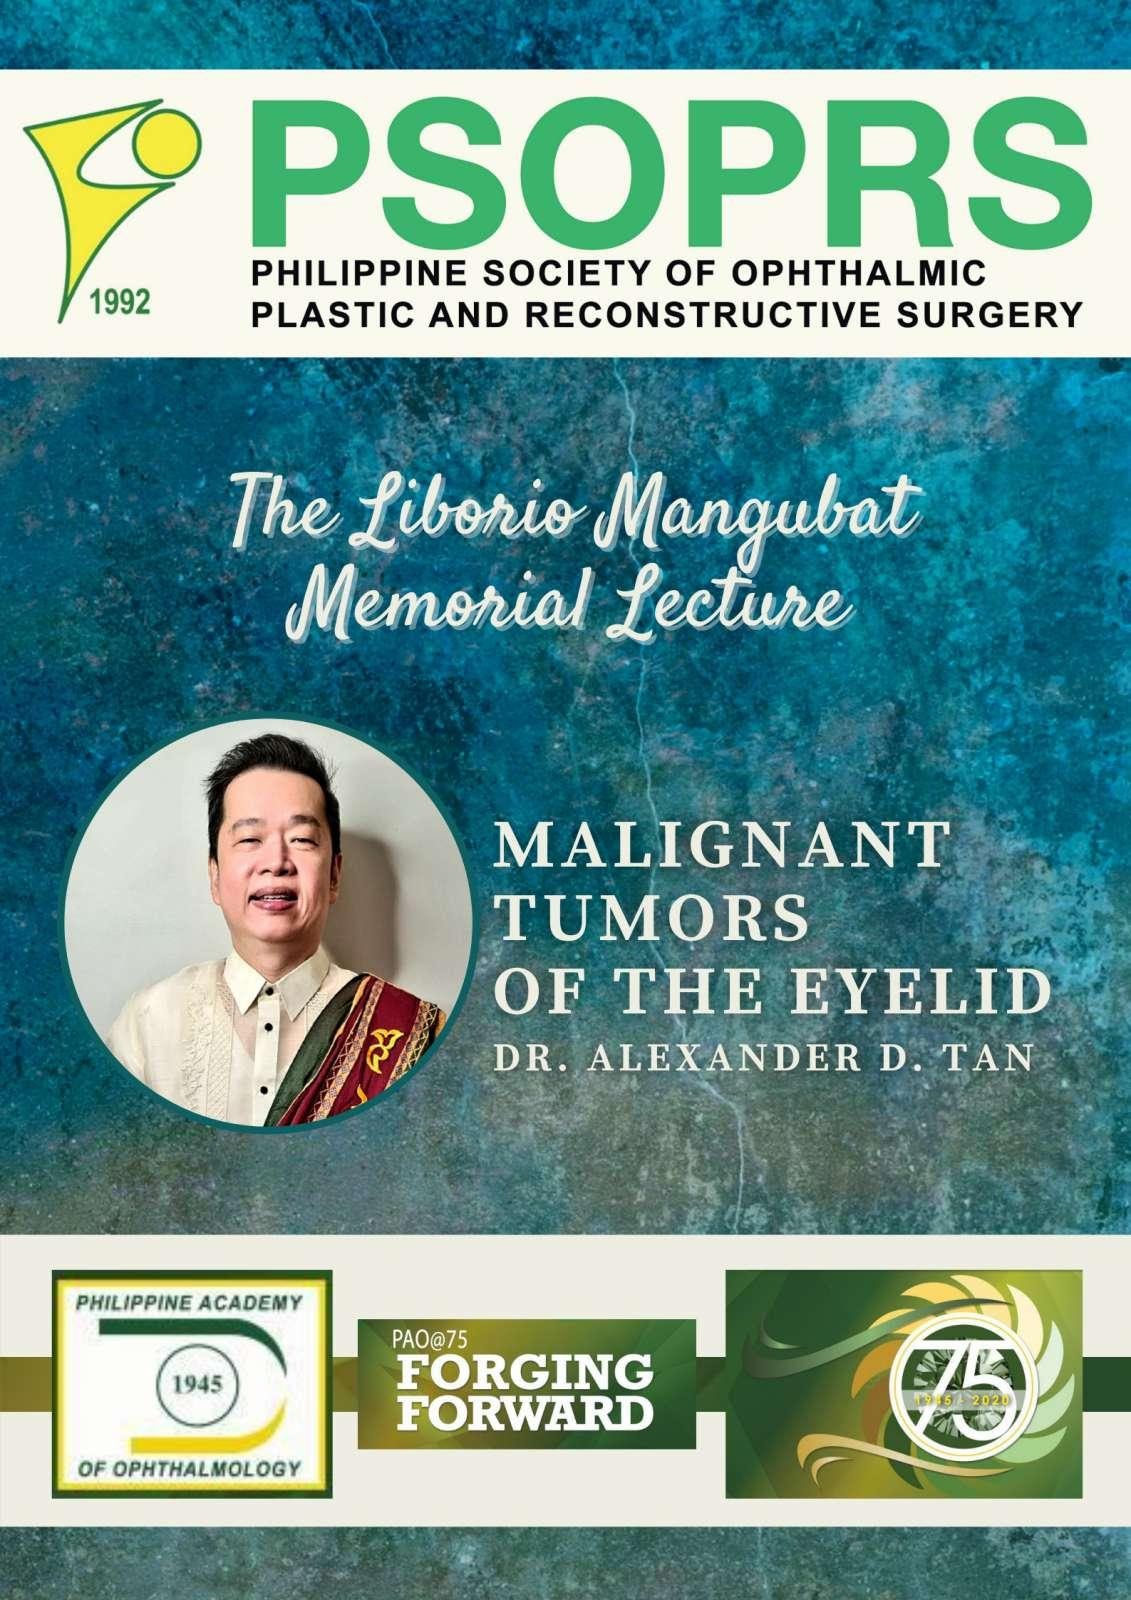 PSOPRS
1992
PHILIPPINE SOCIETY OF OPHTHALMIC
PLASTIC AND RECONSTRUCTIVE SURGERY
The Liborio Mangubat
Memorial Lecture
MALIGNANT
TUMORS
OF THE EYELID
DR. ALEXANDER D. TAN
PHILIPPINE ACADEMY
1945
OF OPHTHALMOLOGY
PAO@75
FORGING
FORWARD
75
1945 - 2020